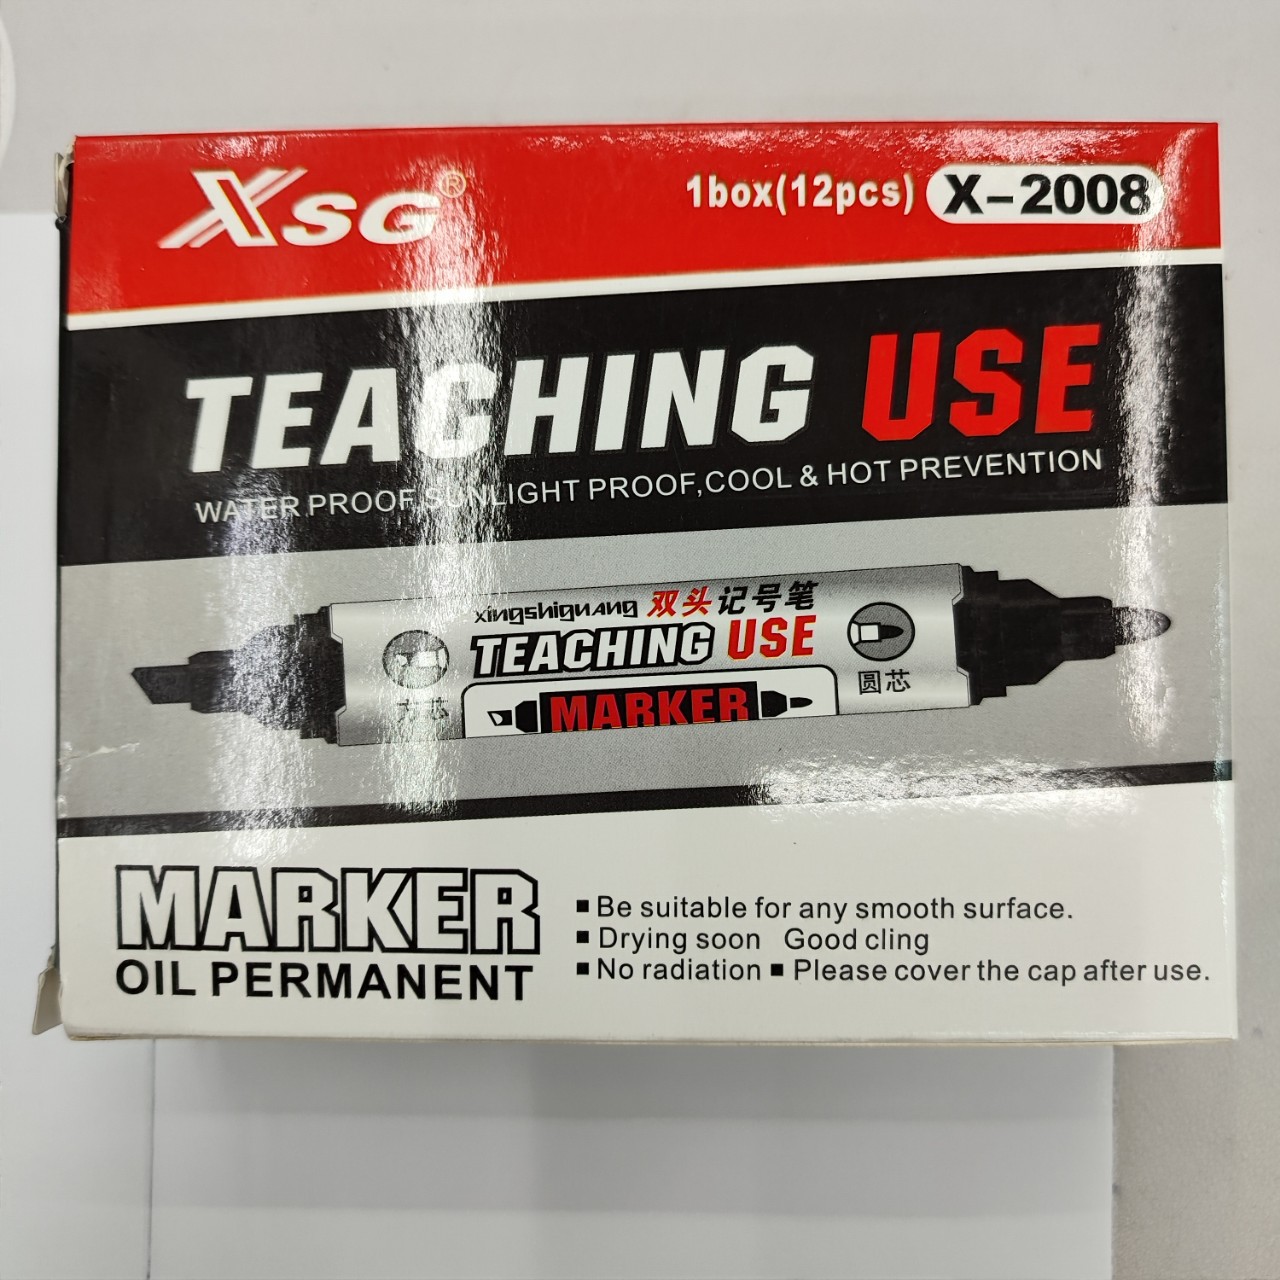 XSG®
1box(12pcs) X-2008
TEACHING USE
WATER PROOF,SUNLIGHT PROOF,COOL & HOT PREVENTION
xingshiguang 双头记号笔
TEACHING USE
方芯
圆芯
MARKER
MARKER
OIL PERMANENT
▪Be suitable for any smooth surface.
▪Drying soon Good cling
▪No radiation ▪Please cover the cap after use.